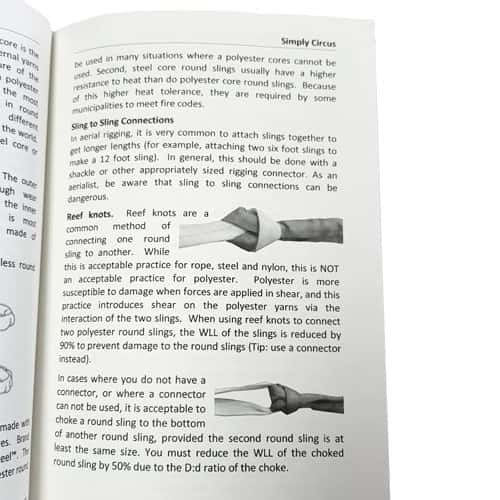 core is the
ernal yarns
ure of the
polyester
the most
in round
different
the world.
eel core or
The outer
ugh wear
the inner
is most
made of
less round
made with
es. Brand
eel™. The
ester round
Simply Circus
be used in many situations where a polyester cores cannot be
used. Second, steel core round slings usually have a higher
resistance to heat than do polyester core round slings. Because
of this higher heat tolerance, they are required by some
municipalities to meet fire codes.
Sling to Sling Connections
In aerial rigging, it is very common to attach slings together to
get longer lengths (for example, attaching two six foot slings to
make a 12 foot sling). In general, this should be done with a
shackle or other appropriately sized rigging connector. As an
aerialist, be aware that sling to sling connections can be
dangerous.
Reef knots. Reef knots are a
common method of
connecting one round
sling to another. While
this is acceptable practice for rope, steel and nylon, this is NOT
an acceptable practice for polyester. Polyester is more
susceptible to damage when forces are applied in shear, and this
practice introduces shear on the polyester yarns via the
interaction of the two slings. When using reef knots to connect
two polyester round slings, the WLL of the slings is reduced by
90% to prevent damage to the round slings (Tip: use a connector
instead).
In cases where you do not have a
connector, or where a connector
can not be used, it is acceptable to
choke a round sling to the bottom
of another round sling, provided the second round sling is at
least the same size. You must reduce the WLL of the choked
round sling by 50% due to the D:d ratio of the choke.